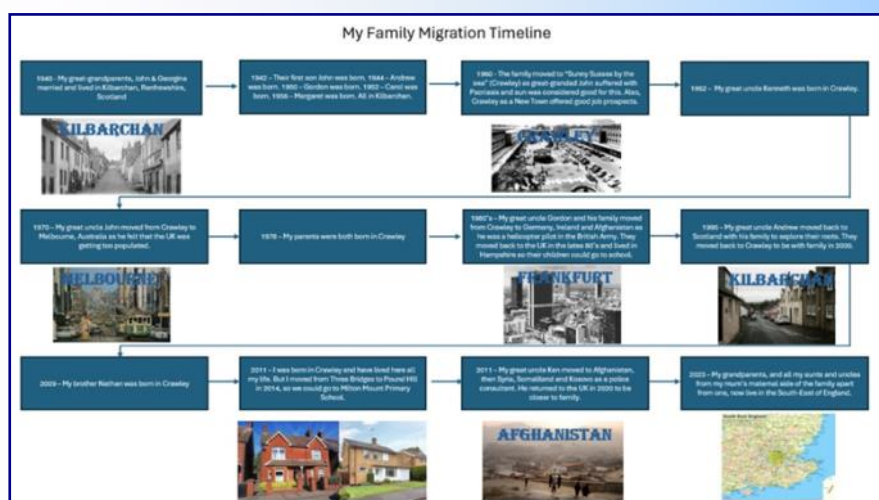 My Family Migration Timeline
1940 - My great grandparents, John & Georgina
married and lived in Kilbarchan, Renfrewshire,
Scotland
1942 - Their first son John was born. 1944 - Andrew
was born. 1950 - Gordon was born. 1952 - Carol was
born. 1956 - Margaret was born. All in Kilbarchan.
1960 - The family moved to "Sunny Sussex by the
sea" (Crawley) as great-grandad John suffered with
Psoriasis and sun was considered good for this. Also,
Crawley as a New Town offered good job prospects.
1962 - My great uncle Kenneth was born in Crawley.
KILBARCHAN
CRAWLEY
1970 - My great uncle John moved from Crawley to
Melbourne, Australia as he felt that the UK was
getting too populated.
1978 - My parents were both born in Crawley
1980's - My great uncle Gordon and his family moved
from Crawley to Germany, Ireland and Afghanistan as
he was a helicopter pilot in the British Army. They
moved back to the UK in the lates 80's and lived in
Hampshire so their children could go to school.
My great uncle Andrew moved back to
Scotland with his family to explore their roots. They
moved back to Crawley to be with family in
MELBOURNE
FRANKFURT
KILBARCHAN
2009 - My brother Nathan was born in Crawley
2011 - I was born in Crawley and have lived here all
my life. But I moved from Three Bridges to Pound Hill
in 2014, so we could go to Milton Mount Primary
School.
2011 - My great uncle Ken moved to Afghanistan,
then Syria, Somaliland and Kosovo as a police
consultant. He returned to the UK in 2020 to be
closer to family.
2023 - My grandparents, and all my aunts and uncles
from my mum's maternal side of the family apart
from one, now live in the South-East of England.
AFGHANISTAN
South East England